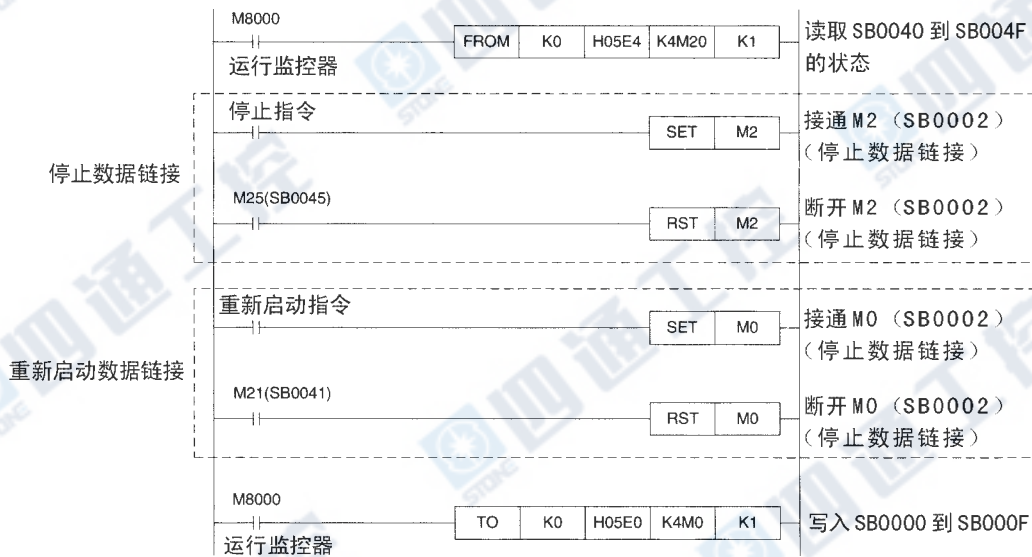 M8000
FROM K0 H05E4 K4M20 K1
读取 SB0040 到 SB004F
的状态
运行监控器
停止指令
SET M2
接通 M2 （SB0002）
（停止数据链接）
停止数据链接
M25(SB0045)
RST M2
断开 M2 （SB0002）
（停止数据链接）
重新启动指令
SET M0
接通 M0 （SB0002）
（停止数据链接）
重新启动数据链接
M21(SB0041)
RST M0
断开 M0 （SB0002）
（停止数据链接）
M8000
TO K0 H05E0 K4M0 K1
写入 SB0000 到 SB000F
运行监控器
四通工控
STONE